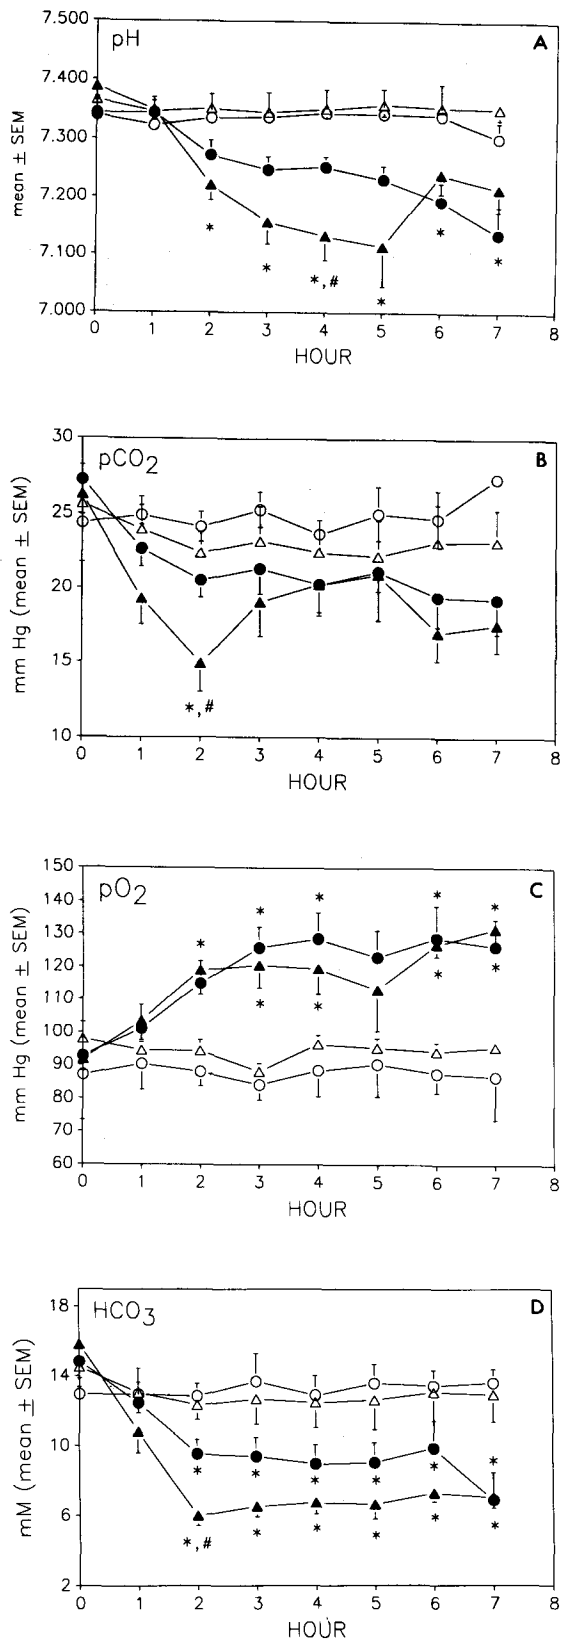 pH
A
7.500
7.400
7.300
7.200
7.100
7.000
mean ± SEM
*
*
*,#
*
*
*
0 1 2 3 4 5 6 7 8
HOUR
pCO2
B
30
25
20
15
10
mm Hg (mean ± SEM)
*,#
0 1 2 3 4 5 6 7 8
HOUR
pO2
C
150
140
130
120
110
100
90
80
70
60
mm Hg (mean ± SEM)
* * * * *
* * * *
0 1 2 3 4 5 6 7 8
HOUR
HCO3
D
18
14
10
6
2
mM (mean ± SEM)
* * * * * *
*,# * * * * *
0 1 2 3 4 5 6 7 8
HOUR